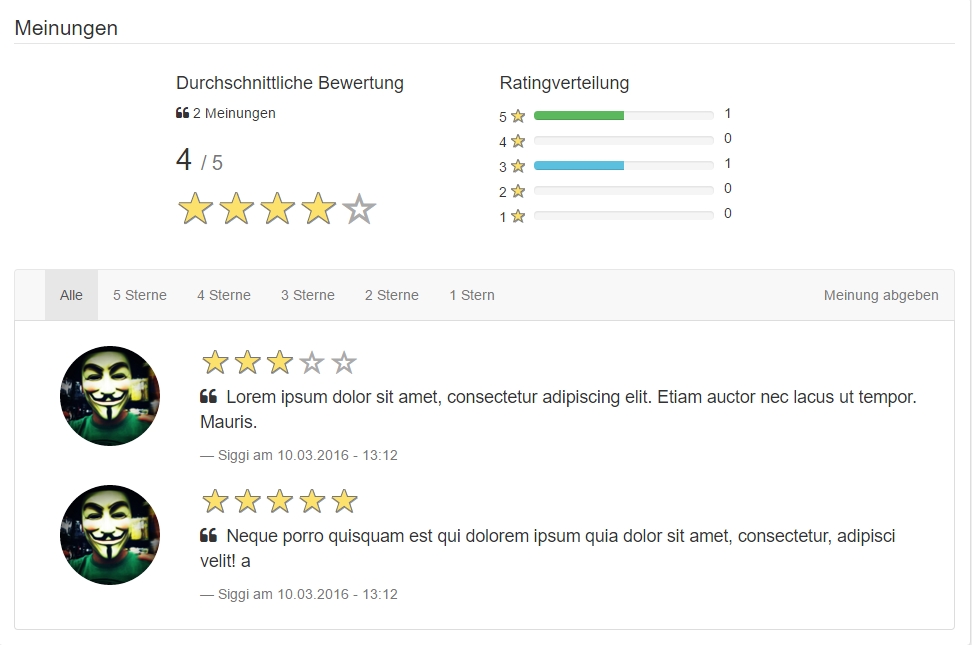 Meinungen
Durchschnittliche Bewertung
2 Meinungen
4 / 5
Ratingverteilung
5 1
4 0
3 1
2 0
1 0
Alle 5 Sterne 4 Sterne 3 Sterne 2 Sterne 1 Stern Meinung abgeben
❝ Lorem ipsum dolor sit amet, consectetur adipiscing elit. Etiam auctor nec lacus ut tempor.
Mauris.
— Siggi am 10.03.2016 - 13:12
❝ Neque porro quisquam est qui dolorem ipsum quia dolor sit amet, consectetur, adipisci
velit! a
— Siggi am 10.03.2016 - 13:12